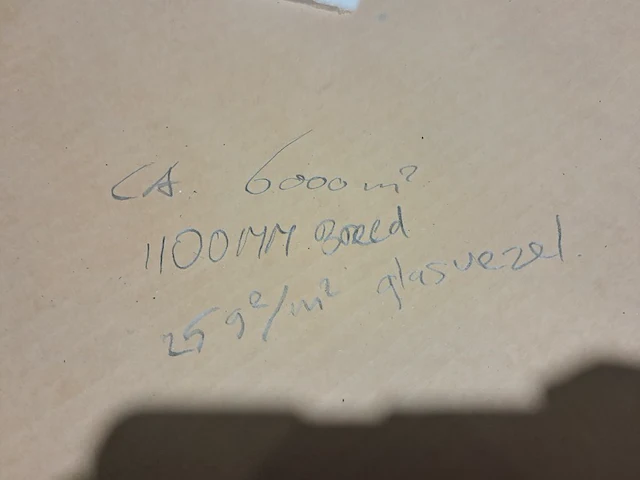 CA. 6000 m²
1100MM Breed
25 g²/m² glasvezel